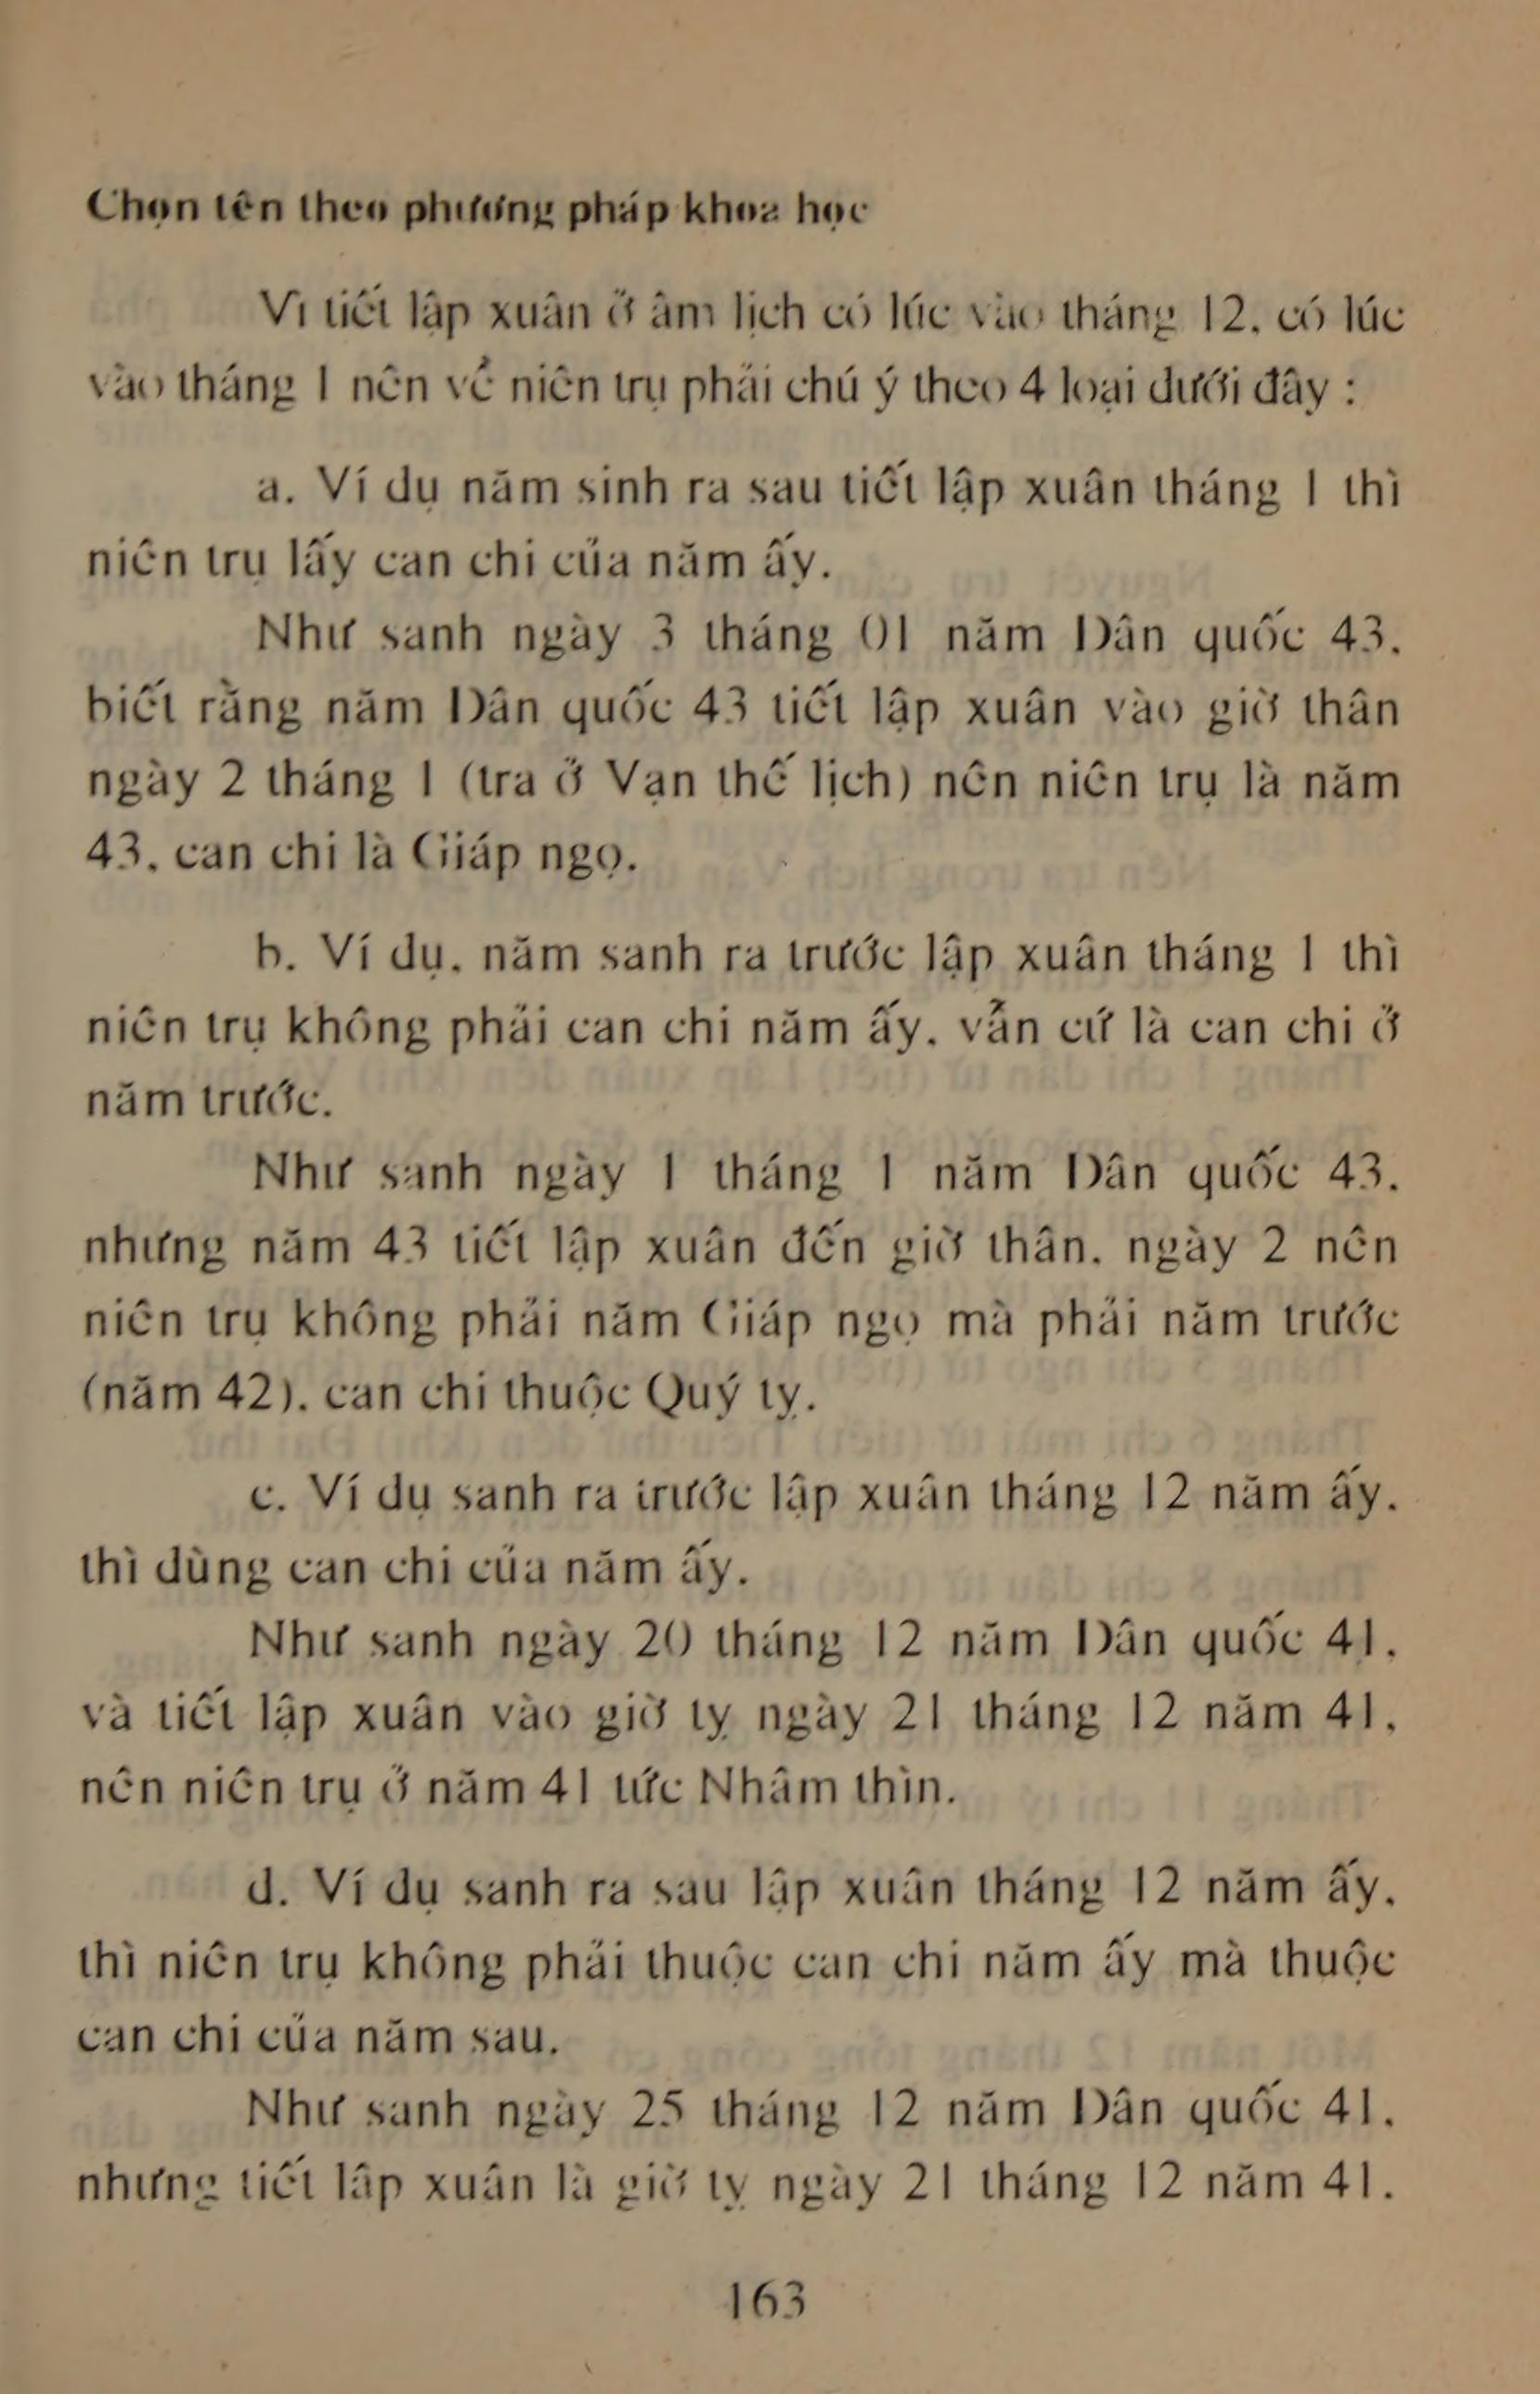 Chọn tên theo phương pháp khoa học
Vì tiết lập xuân ở âm lịch có lúc vào tháng 12, có lúc
vào tháng 1 nên về niên trụ phải chú ý theo 4 loại dưới đây :
a. Ví dụ năm sinh ra sau tiết lập xuân tháng 1 thì
niên trụ lấy can chi của năm ấy.
Như sanh ngày 3 tháng 01 năm Dân quốc 43,
biết rằng năm Dân quốc 43 tiết lập xuân vào giờ thân
ngày 2 tháng 1 (tra ở Vạn thế lịch) nên niên trụ là năm
43, can chi là Giáp ngọ.
b. Ví dụ, năm sanh ra trước lập xuân tháng 1 thì
niên trụ không phải can chi năm ấy, vẫn cứ là can chi ở
năm trước.
Như sanh ngày 1 tháng 1 năm Dân quốc 43,
nhưng năm 43 tiết lập xuân đến giờ thân, ngày 2 nên
niên trụ không phải năm Giáp ngọ mà phải năm trước
(năm 42), can chi thuộc Quý tỵ.
c. Ví dụ sanh ra trước lập xuân tháng 12 năm ấy,
thì dùng can chi của năm ấy.
Như sanh ngày 20 tháng 12 năm Dân quốc 41,
và tiết lập xuân vào giờ tỵ ngày 21 tháng 12 năm 41,
nên niên trụ ở năm 41 tức Nhâm thìn.
d. Ví dụ sanh ra sau lập xuân tháng 12 năm ấy,
thì niên trụ không phải thuộc can chi năm ấy mà thuộc
can chi của năm sau.
Như sanh ngày 25 tháng 12 năm Dân quốc 41,
nhưng tiết lập xuân là giờ tỵ ngày 21 tháng 12 năm 41.
163